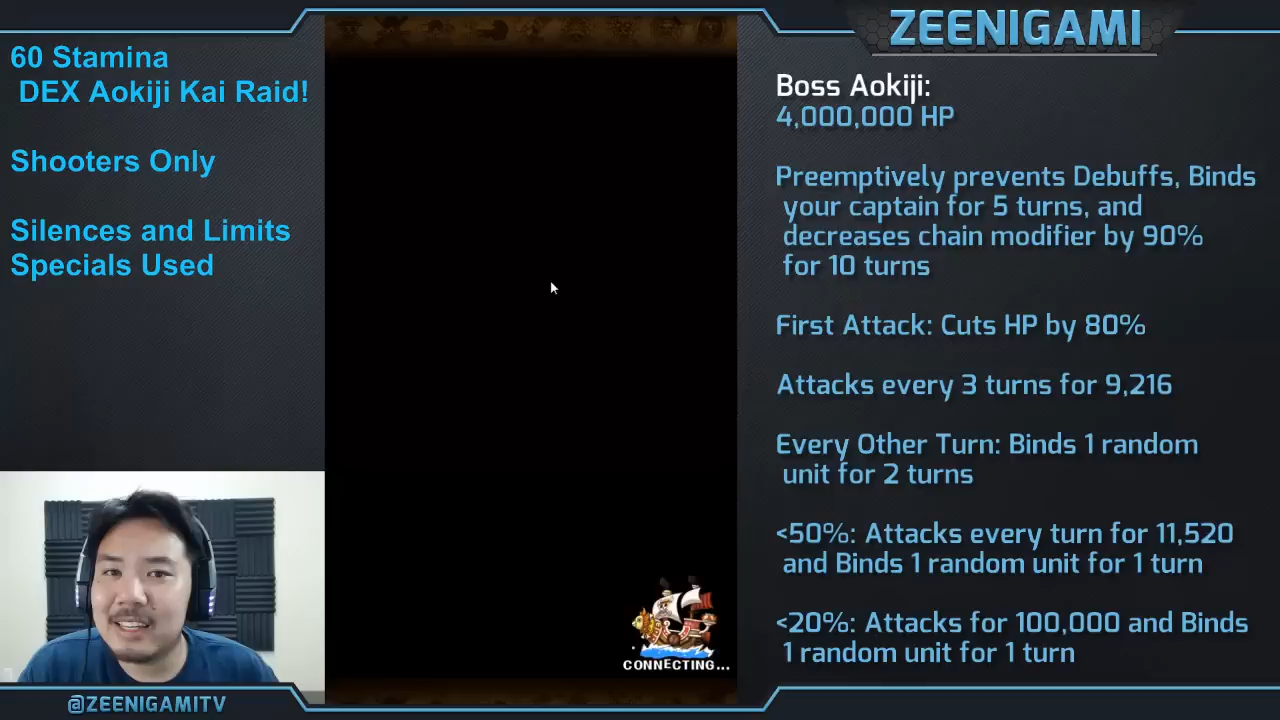 60 Stamina
DEX Aokiji Kai Raid!
Shooters Only
Silences and Limits
Specials Used
CONNECTING...
@ZEENIGAMITV
ZEENIGAMI
Boss Aokiji:
4,000,000 HP
Preemptively prevents Debuffs, Binds
your captain for 5 turns, and
decreases chain modifier by 90%
for 10 turns
First Attack: Cuts HP by 80%
Attacks every 3 turns for 9,216
Every Other Turn: Binds 1 random
unit for 2 turns
<50%: Attacks every turn for 11,520
and Binds 1 random unit for 1 turn
<20%: Attacks for 100,000 and Binds
1 random unit for 1 turn